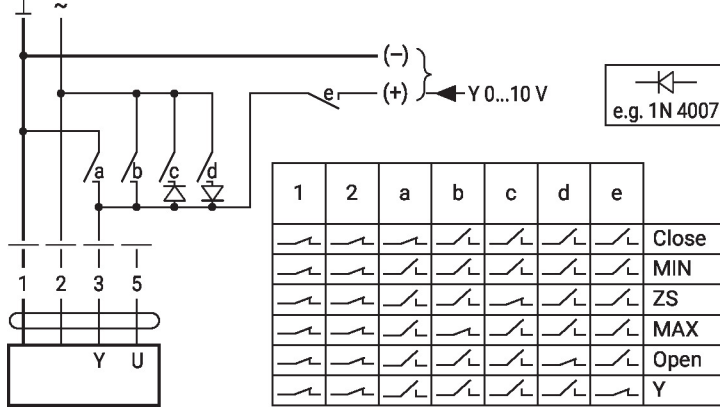 ⊥ ~
(–)
e (+) Y 0...10 V
e.g. 1N 4007
a b c d
1 2 a b c d e
Close
MIN
1 2 3 5 ZS
MAX
Y U Open
Y